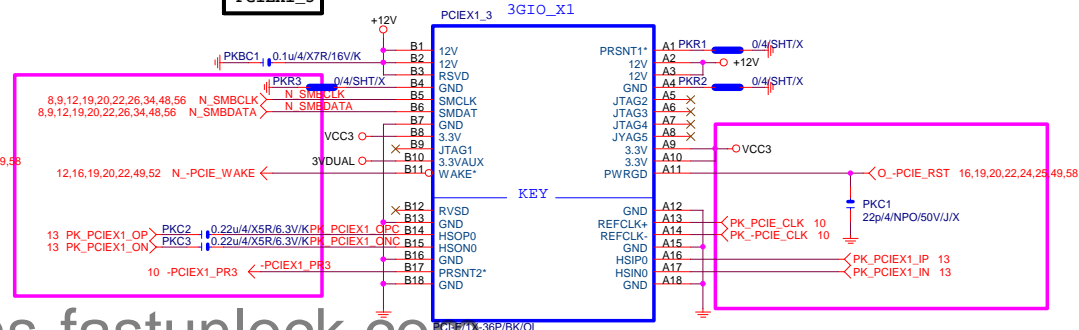 PCIEX1_3
3GIO_X1
+12V
PKBC1 0.1u/4/X7R/16V/K
PKR3 0/4/SHT/X
8,9,12,19,20,22,26,34,48,56 N_SMBCLK N_SMBCLK
8,9,12,19,20,22,26,34,48,56 N_SMBDATA N_SMBDATA
VCC3
3VDUAL
12,16,19,20,22,49,52 N_-PCIE_WAKE
13 PK_PCIEX1_OP PKC2 0.22u/4/X5R/6.3V/K PK_PCIEX1_OPC
13 PK_PCIEX1_ON PKC3 0.22u/4/X5R/6.3V/K PK_PCIEX1_ONC
10 -PCIEX1_PR3 -PCIEX1_PR3
B1 12V
B2 12V
B3 RSVD
B4 GND
B5 SMCLK
B6 SMDAT
B7 GND
B8 3.3V
B9 JTAG1
B10 3.3VAUX
B11 WAKE*
KEY
B12 RVSD
B13 GND
B14 HSOP0
B15 HSON0
B16 GND
B17 PRSNT2*
B18 GND
PRSNT1* A1 PKR1 0/4/SHT/X
12V A2 +12V
12V A3
GND A4 PKR2 0/4/SHT/X
JTAG2 A5
JTAG3 A6
JTAG4 A7
JYAG5 A8
3.3V A9 VCC3
3.3V A10
PWRGD A11 O_-PCIE_RST 16,19,20,22,24,25,49,58
PKC1
22p/4/NPO/50V/J/X
GND A12
REFCLK+ A13 PK_PCIE_CLK 10
REFCLK- A14 PK_-PCIE_CLK 10
GND A15
HSIP0 A16 PK_PCIEX1_IP 13
HSIN0 A17 PK_PCIEX1_IN 13
GND A18
PCI-E/1X-36P/BK/OL